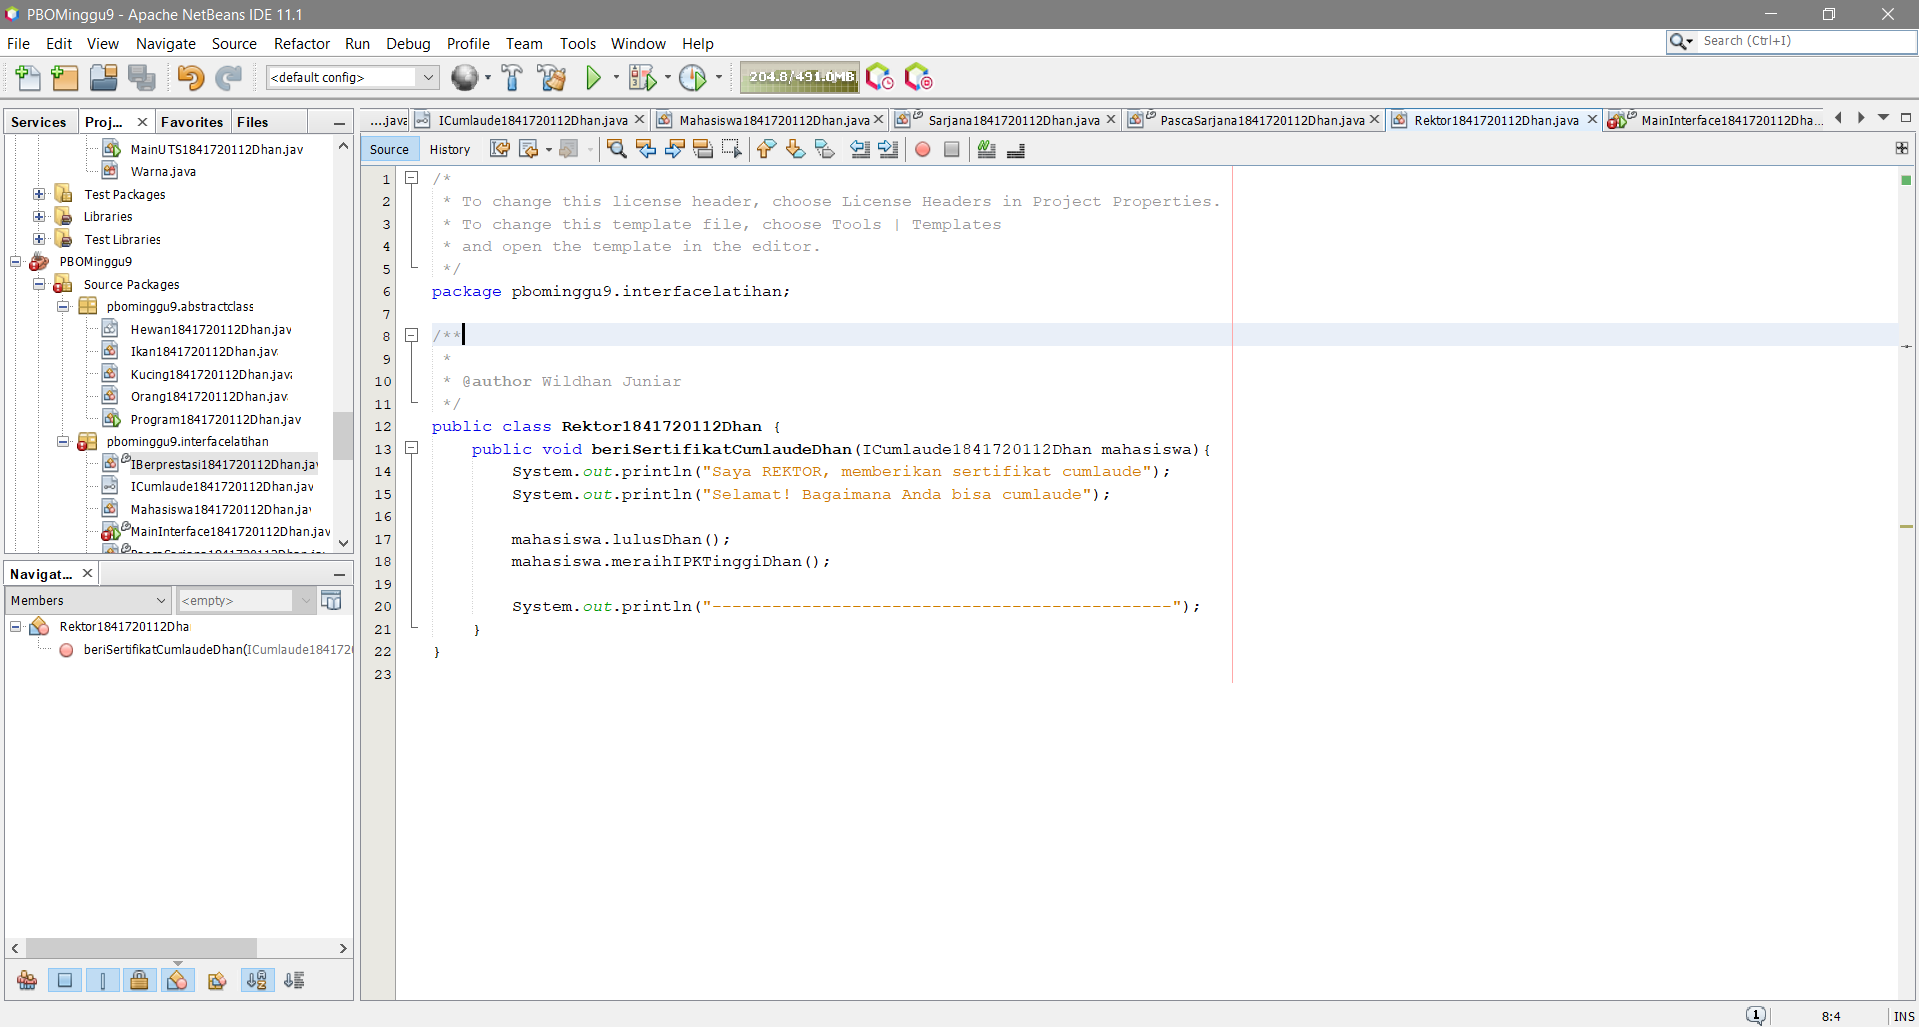 PBOMinggu9 - Apache NetBeans IDE 11.1
File Edit View Navigate Source Refactor Run Debug Profile Team Tools Window Help
Search (Ctrl+I)
<default config>
204.8/491.0MB
Services Proj... Favorites Files
MainUTS1841720112Dhan.jav
Warna.java
Test Packages
Libraries
Test Libraries
PBOMinggu9
Source Packages
pbominggu9.abstractclass
Hewan1841720112Dhan.jav
Ikan1841720112Dhan.jav
Kucing1841720112Dhan.java
Orang1841720112Dhan.jav
Program1841720112Dhan.jav
pbominggu9.interfacelatihan
IBerprestasi1841720112Dhan.jav
ICumlaude1841720112Dhan.jav
Mahasiswa1841720112Dhan.jav
MainInterface1841720112Dhan.jav
Navigat...
Members <empty>
Rektor1841720112Dha
beriSertifikatCumlaudeDhan(ICumlaude184172
....java ICumlaude1841720112Dhan.java Mahasiswa1841720112Dhan.java Sarjana1841720112Dhan.java PascaSarjana1841720112Dhan.java Rektor1841720112Dhan.java MainInterface1841720112Dha...
Source History
1 /*
2 * To change this license header, choose License Headers in Project Properties.
3 * To change this template file, choose Tools | Templates
4 * and open the template in the editor.
5 */
6 package pbominggu9.interfacelatihan;
7
8 /**
9 *
10 * @author Wildhan Juniar
11 */
12 public class Rektor1841720112Dhan {
13 public void beriSertifikatCumlaudeDhan(ICumlaude1841720112Dhan mahasiswa){
14 System.out.println("Saya REKTOR, memberikan sertifikat cumlaude");
15 System.out.println("Selamat! Bagaimana Anda bisa cumlaude");
16
17 mahasiswa.lulusDhan();
18 mahasiswa.meraihIPKTinggiDhan();
19
20 System.out.println("----------------------------------------------");
21 }
22 }
23
1 8:4 INS